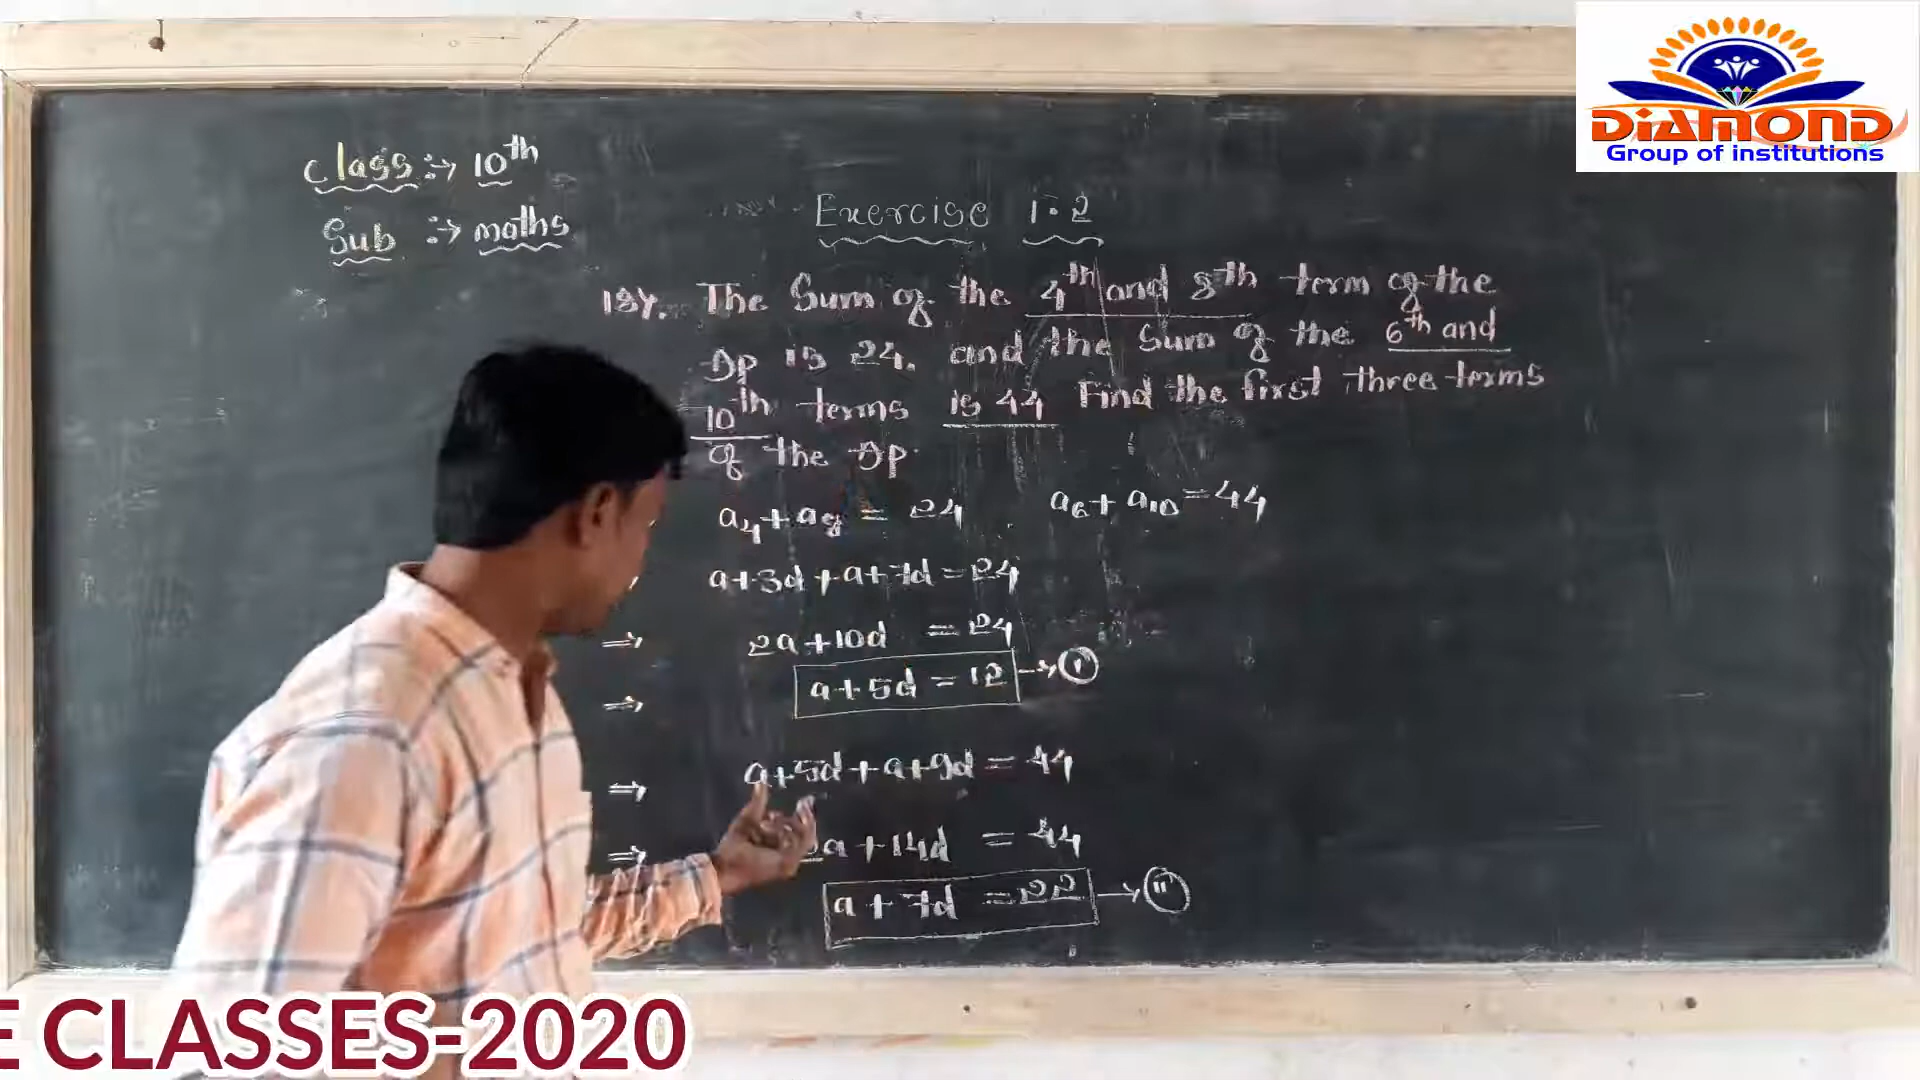 DiAMOND
Group of institutions
Class :→ 10th
Sub :→ maths
Exercise 1.2
18Y. The Sum of the 4th and 8th term of the
AP is 24. and the Sum of the 6th and
10th terms is 44 Find the first three terms
of the AP.
a4+a8 = 24 a6+a10=44
a+3d+a+7d=24
⇒ 2a+10d = 24
⇒ a+5d = 12 → I
⇒ a+5d+a+9d = 44
⇒ 2a+14d = 44
a+7d = 22 → II
E CLASSES-2020